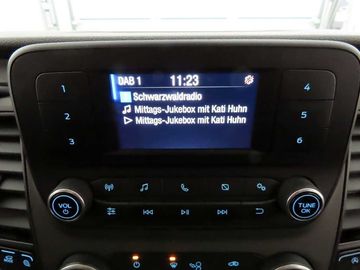 DAB 1 11:23
Schwarzwaldradio
Mittags-Jukebox mit Kati Huhn
Mittags-Jukebox mit Kati Huhn
1
2
3
4
6
5
VOL
TUNE
OK